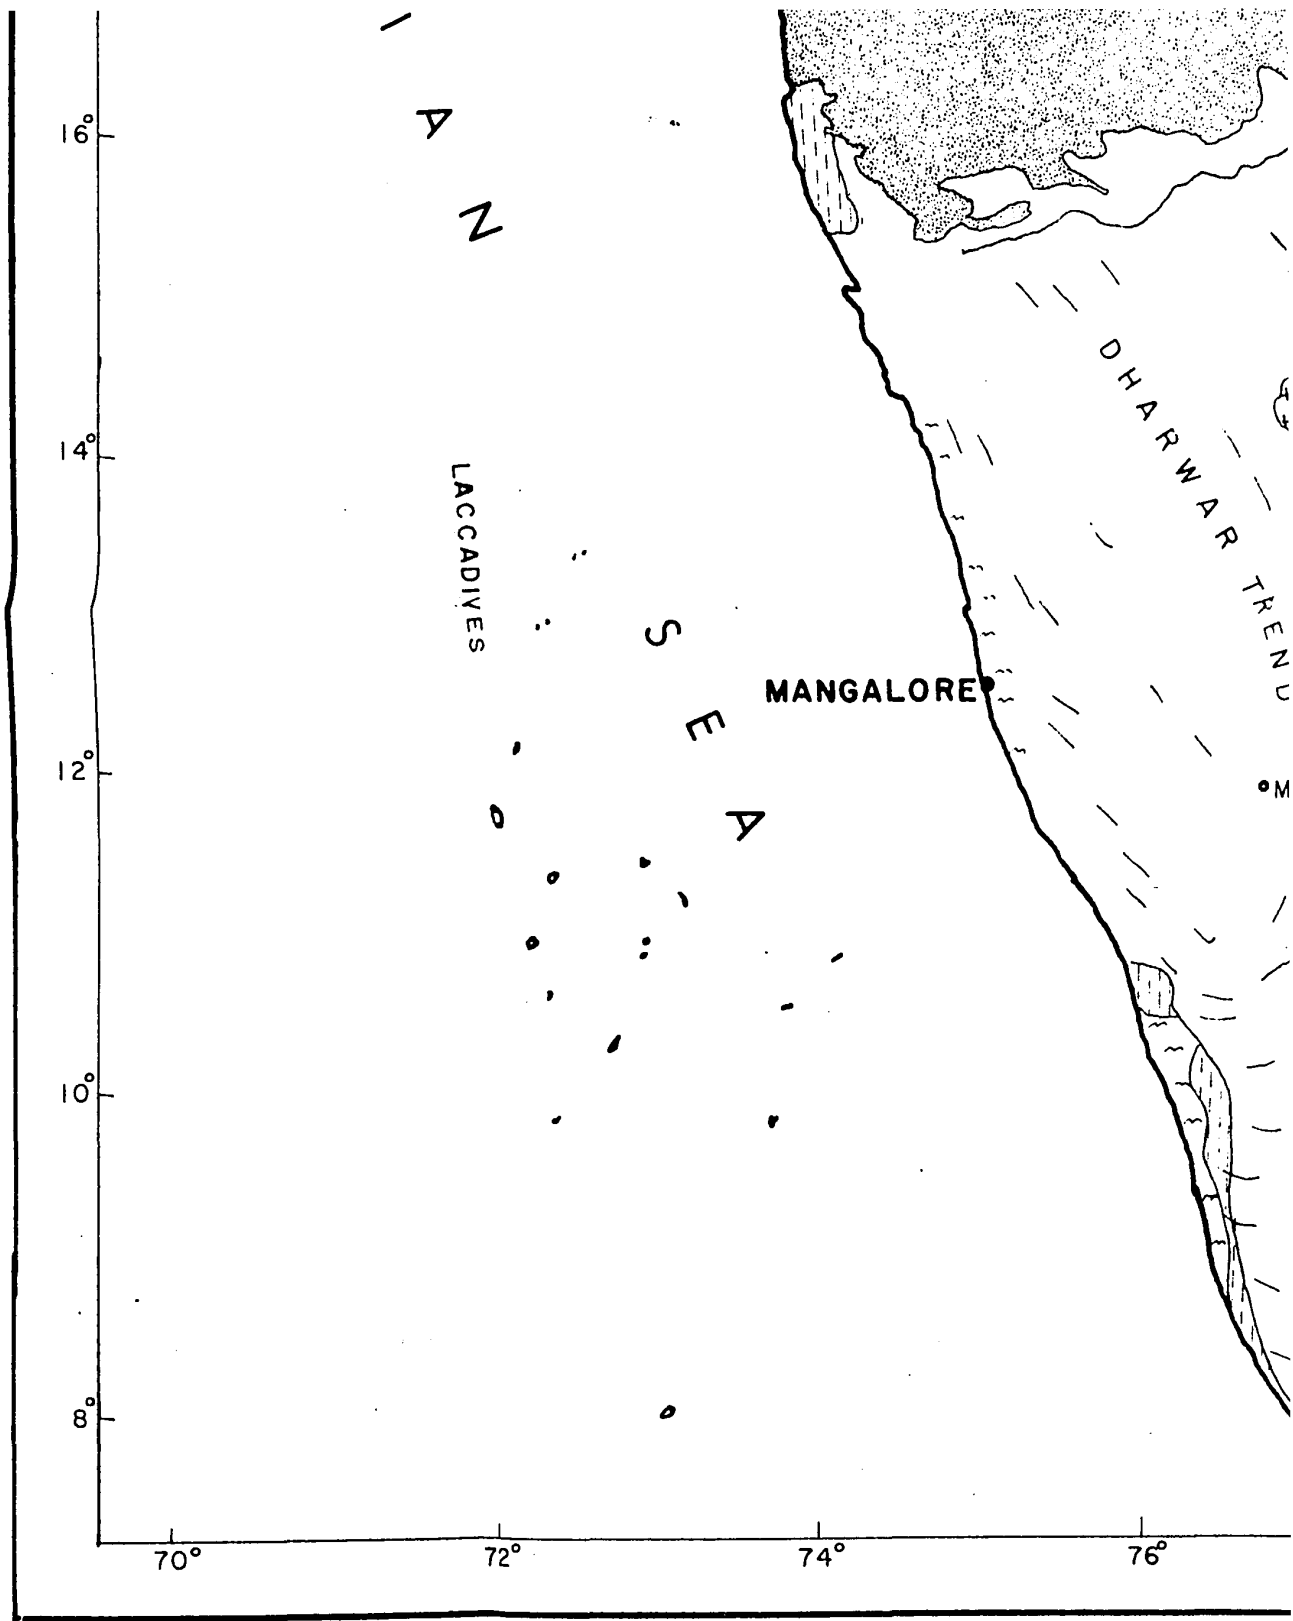 I A N
S E A
16°
14°
12°
10°
8°
LACCADIVES
MANGALORE
DHARWAR TREND
M
70° 72° 74° 76°